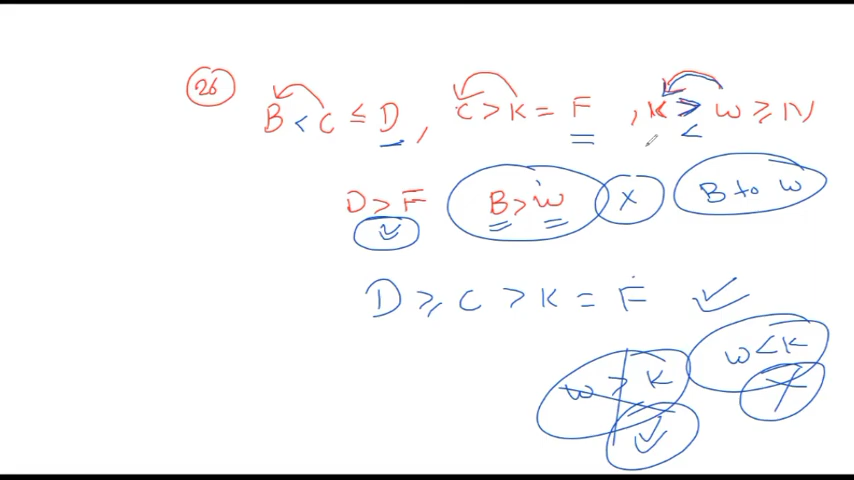 26 B < C ≤ D , C > K = F , K > W ≥ N
<
D > F B > W X B to W
D ≥ C > K = F
W < K
W > K